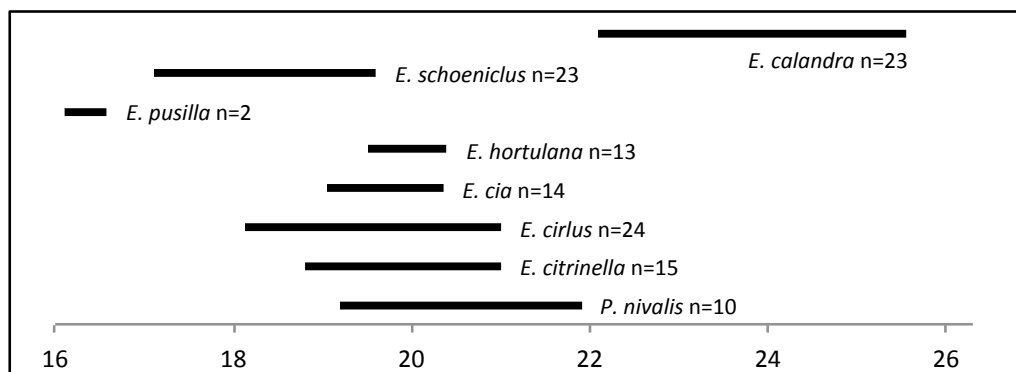 E. calandra n=23
E. schoeniclus n=23
E. pusilla n=2
E. hortulana n=13
E. cia n=14
E. cirlus n=24
E. citrinella n=15
P. nivalis n=10
16 18 20 22 24 26